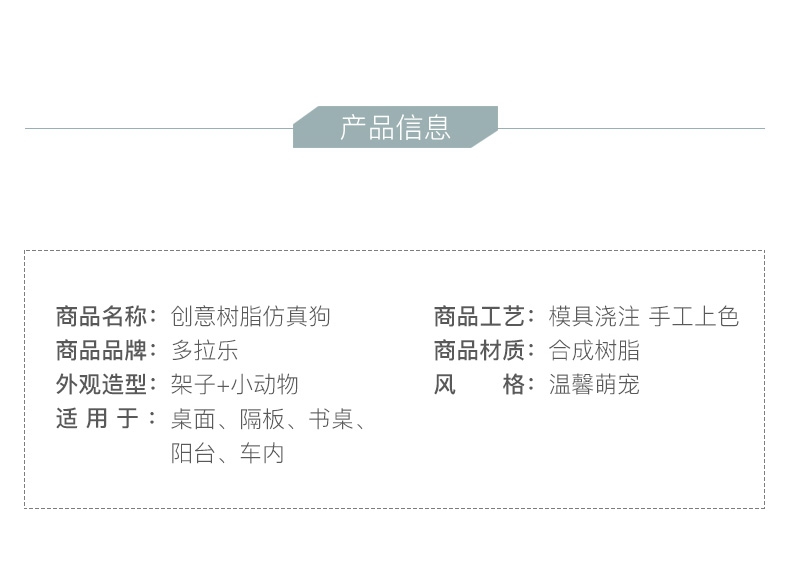 产品信息
商品名称：创意树脂仿真狗
商品品牌：多拉乐
外观造型：架子+小动物
适用于：桌面、隔板、书桌、
阳台、车内
商品工艺：模具浇注 手工上色
商品材质：合成树脂
风　　格：温馨萌宠